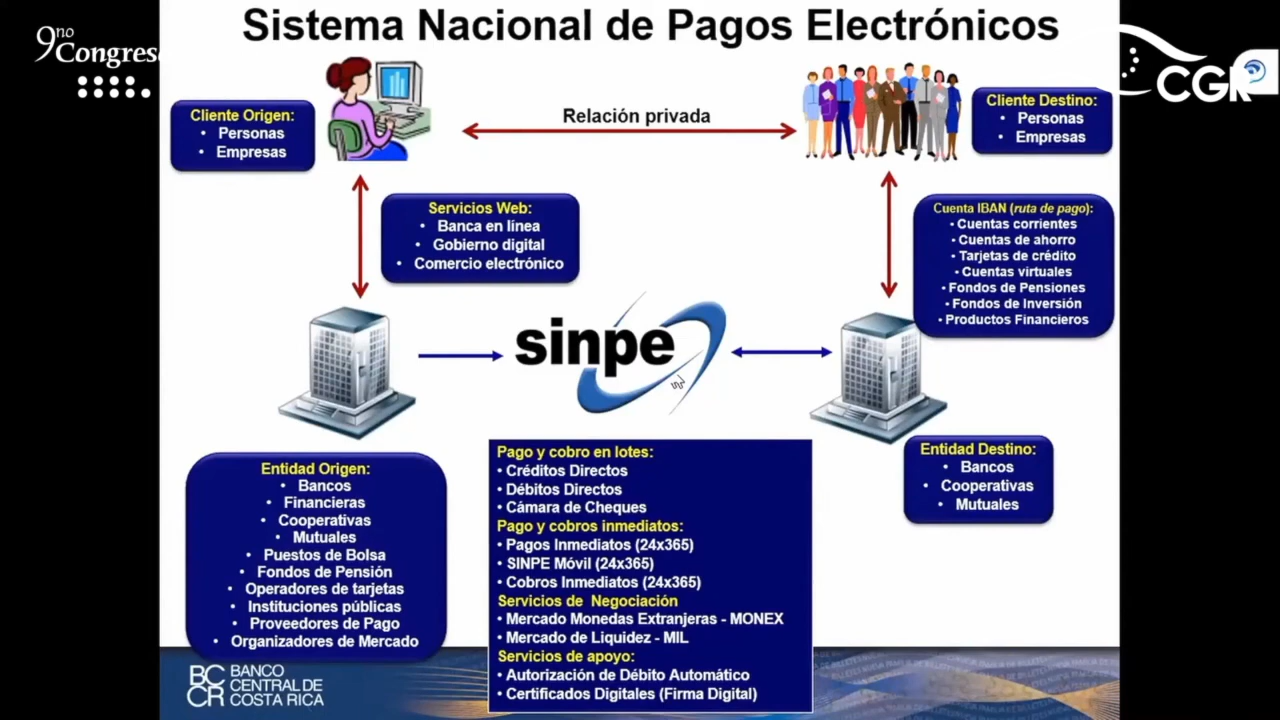 Sistema Nacional de Pagos Electrónicos
9no
Congres
CGR
Cliente Origen:
• Personas
• Empresas
Relación privada
Cliente Destino:
• Personas
• Empresas
Servicios Web:
• Banca en línea
• Gobierno digital
• Comercio electrónico
Cuenta IBAN (ruta de pago):
• Cuentas corrientes
• Cuentas de ahorro
• Tarjetas de crédito
• Cuentas virtuales
• Fondos de Pensiones
• Fondos de Inversión
• Productos Financieros
sinpe
Entidad Origen:
• Bancos
• Financieras
• Cooperativas
• Mutuales
• Puestos de Bolsa
• Fondos de Pensión
• Operadores de tarjetas
• Instituciones públicas
• Proveedores de Pago
• Organizadores de Mercado
Pago y cobro en lotes:
• Créditos Directos
• Débitos Directos
• Cámara de Cheques
Pago y cobros inmediatos:
• Pagos Inmediatos (24x365)
• SINPE Móvil (24x365)
• Cobros Inmediatos (24x365)
Servicios de Negociación
• Mercado Monedas Extranjeras - MONEX
• Mercado de Liquidez - MIL
Servicios de apoyo:
• Autorización de Débito Automático
• Certificados Digitales (Firma Digital)
Entidad Destino:
• Bancos
• Cooperativas
• Mutuales
BC
CR
BANCO
CENTRAL DE
COSTA RICA